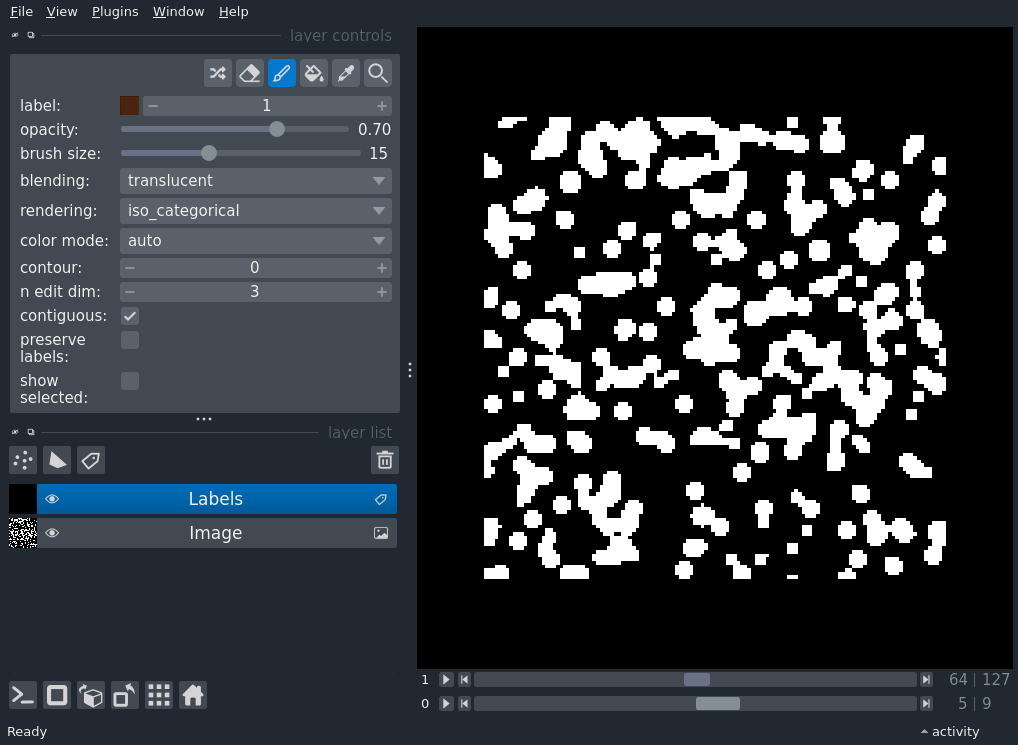 File View Plugins Window Help
layer controls
label: 1
opacity: 0.70
brush size: 15
blending: translucent
rendering: iso_categorical
color mode: auto
contour: 0
n edit dim: 3
contiguous:
preserve
labels:
show
selected:
layer list
Labels
Image
1 64 127
0 5 9
Ready activity